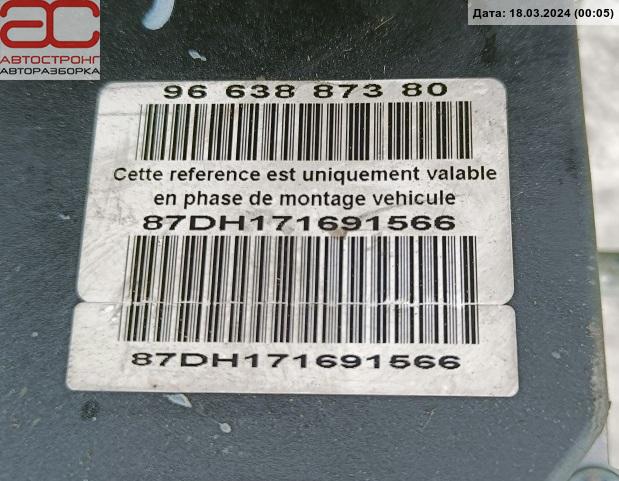 АС
АВТОСТРОНГ
АВТОРАЗБОРКА
Дата: 18.03.2024 (00:05)
96 638 873 80
Cette reference est uniquement valable
en phase de montage vehicule
87DH171691566
87DH171691566